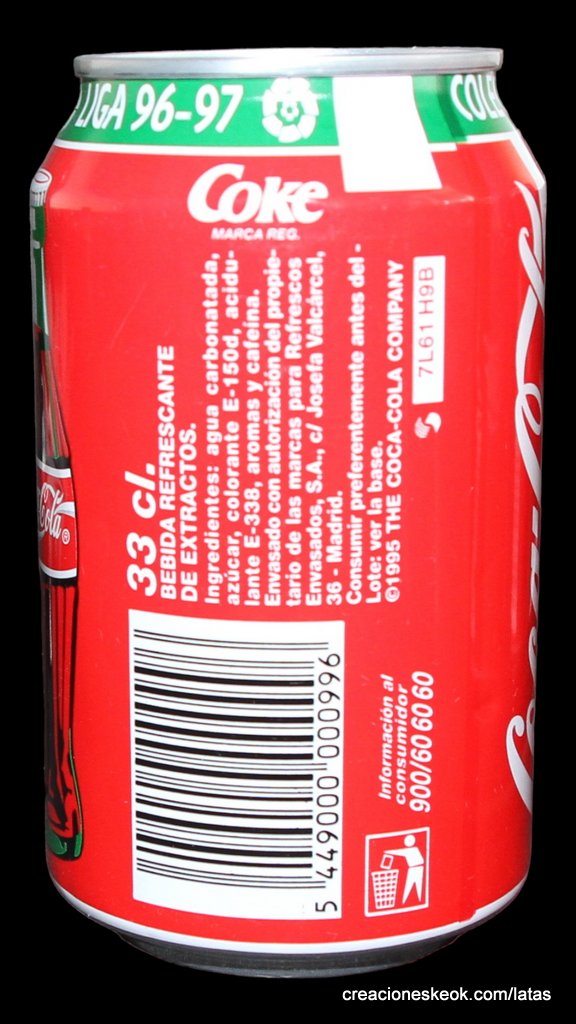 LIGA 96-97
COLE
Coke
MARCA REG.
33 cl.
BEBIDA REFRESCANTE
DE EXTRACTOS.
Ingredientes: agua carbonatada,
azúcar, colorante E-150d, acidu-
lante E-338, aromas y cafeína.
Envasado con autorización del propie-
tario de las marcas para Refrescos
Envasados, S.A., c/ Josefa Valcárcel,
36 - Madrid.
Consumir preferentemente antes del -
Lote: ver la base.
©1995 THE COCA-COLA COMPANY
7L61H9B
5 449000 000996
Información al
consumidor
900/60 60 60
Cola®
Coca-Co
creacioneskeok.com/latas